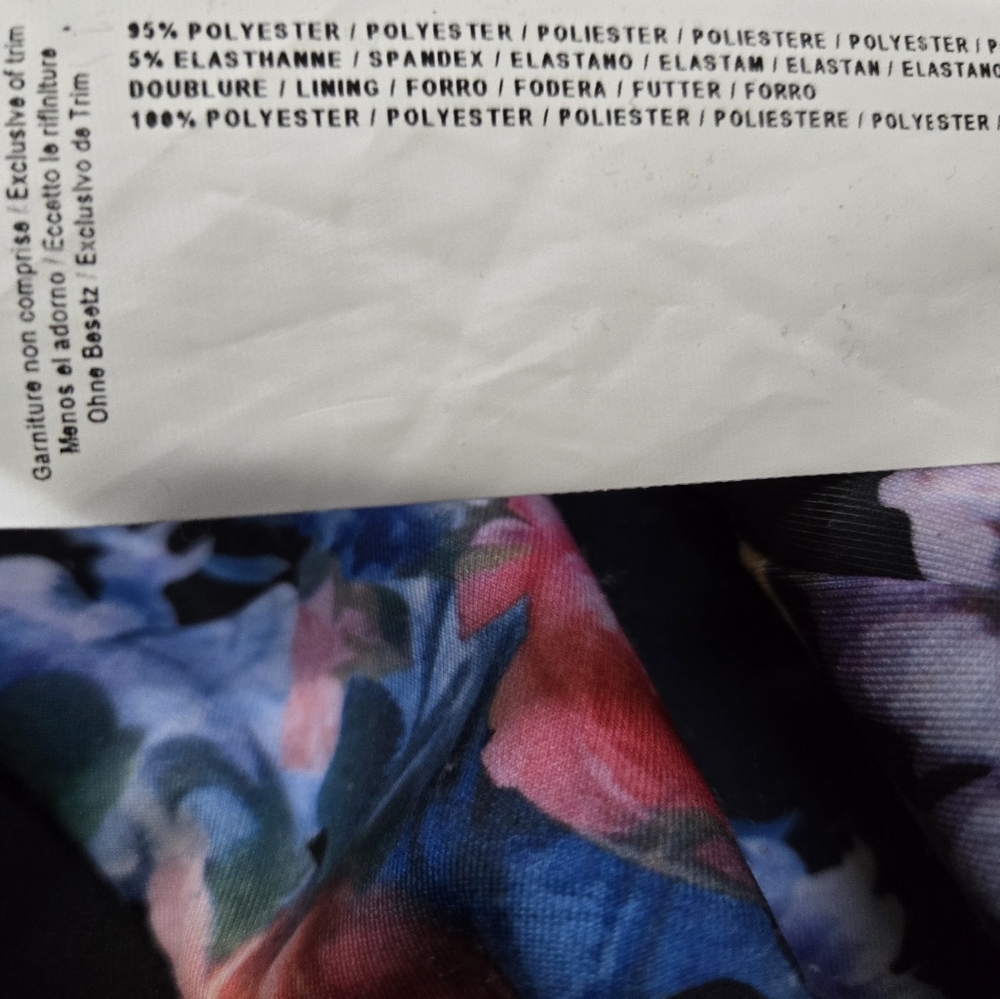 95% POLYESTER / POLYESTER / POLIESTER / POLIESTERE / POLYESTER / P
5% ELASTHANNE / SPANDEX / ELASTANO / ELASTAM / ELASTAN / ELASTANO
DOUBLURE / LINING / FORRO / FODERA / FUTTER / FORRO
100% POLYESTER / POLYESTER / POLIESTER / POLIESTERE / POLYESTER /
Garniture non comprise / Exclusive of trim
Menos el adorno / Eccetto le rifiniture
Ohne Besetz / Exclusivo de Trim